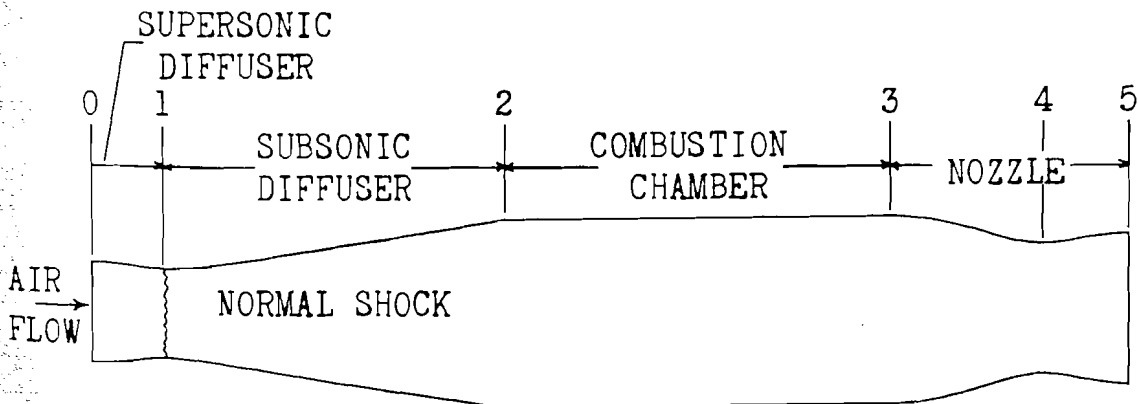 SUPERSONIC
DIFFUSER
0 1 2 3 4 5
SUBSONIC
DIFFUSER
COMBUSTION
CHAMBER
NOZZLE
AIR
FLOW
NORMAL SHOCK